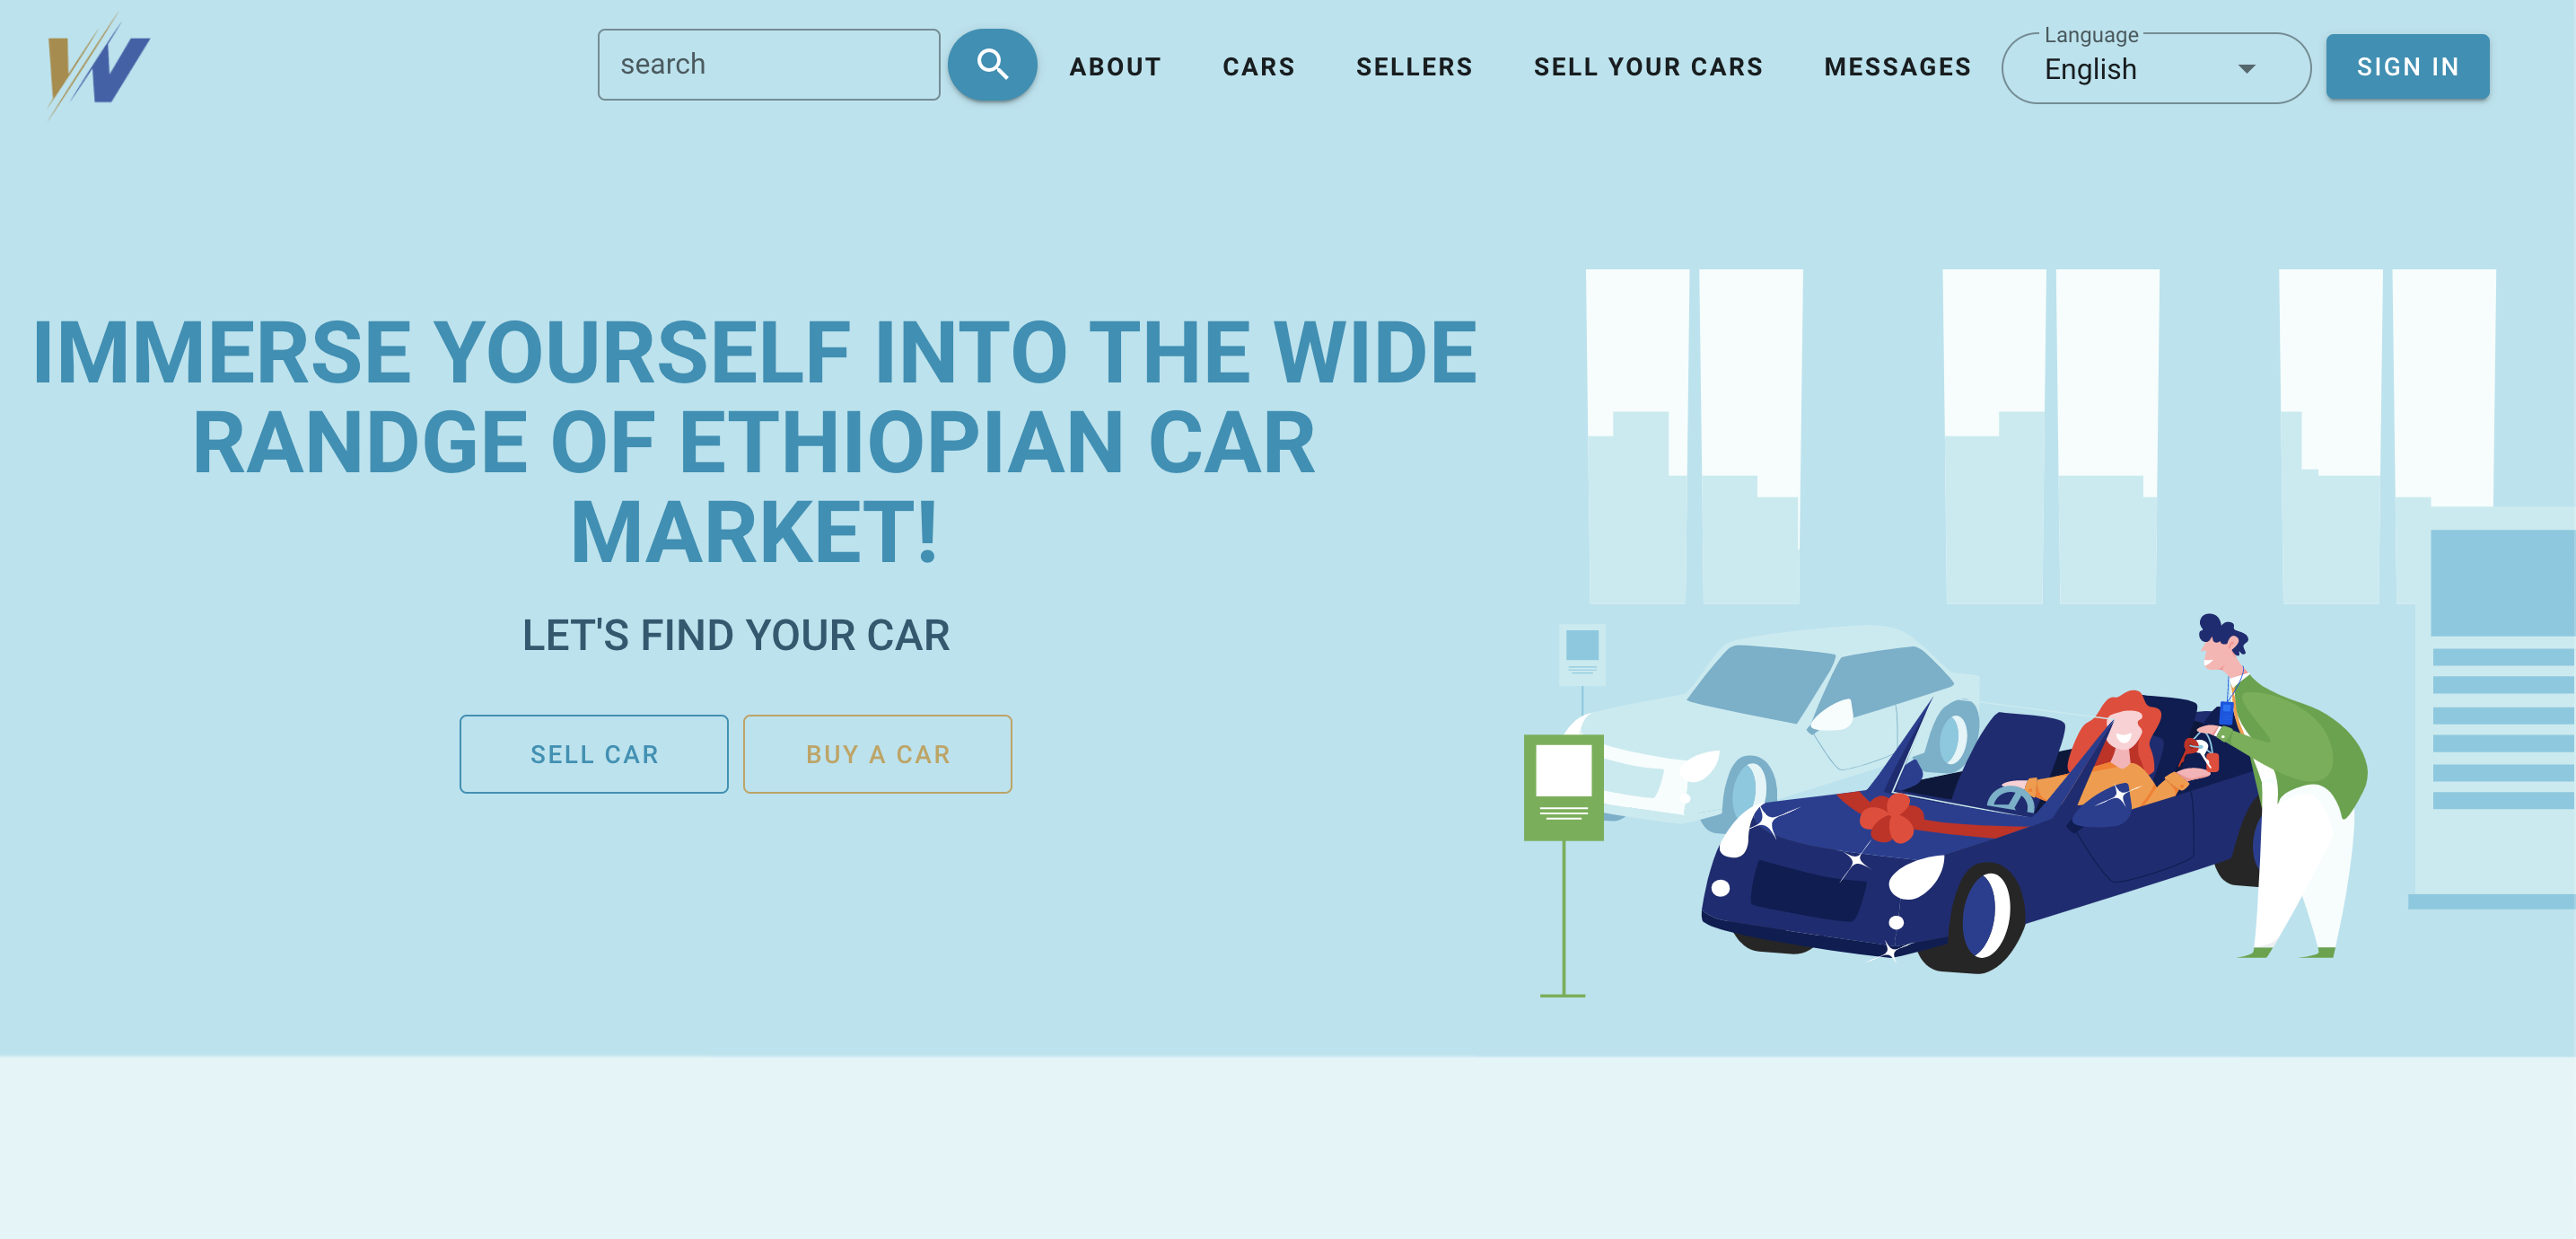 W
search
ABOUT
CARS
SELLERS
SELL YOUR CARS
MESSAGES
Language
English
SIGN IN
IMMERSE YOURSELF INTO THE WIDE
RANDGE OF ETHIOPIAN CAR
MARKET!
LET'S FIND YOUR CAR
SELL CAR
BUY A CAR